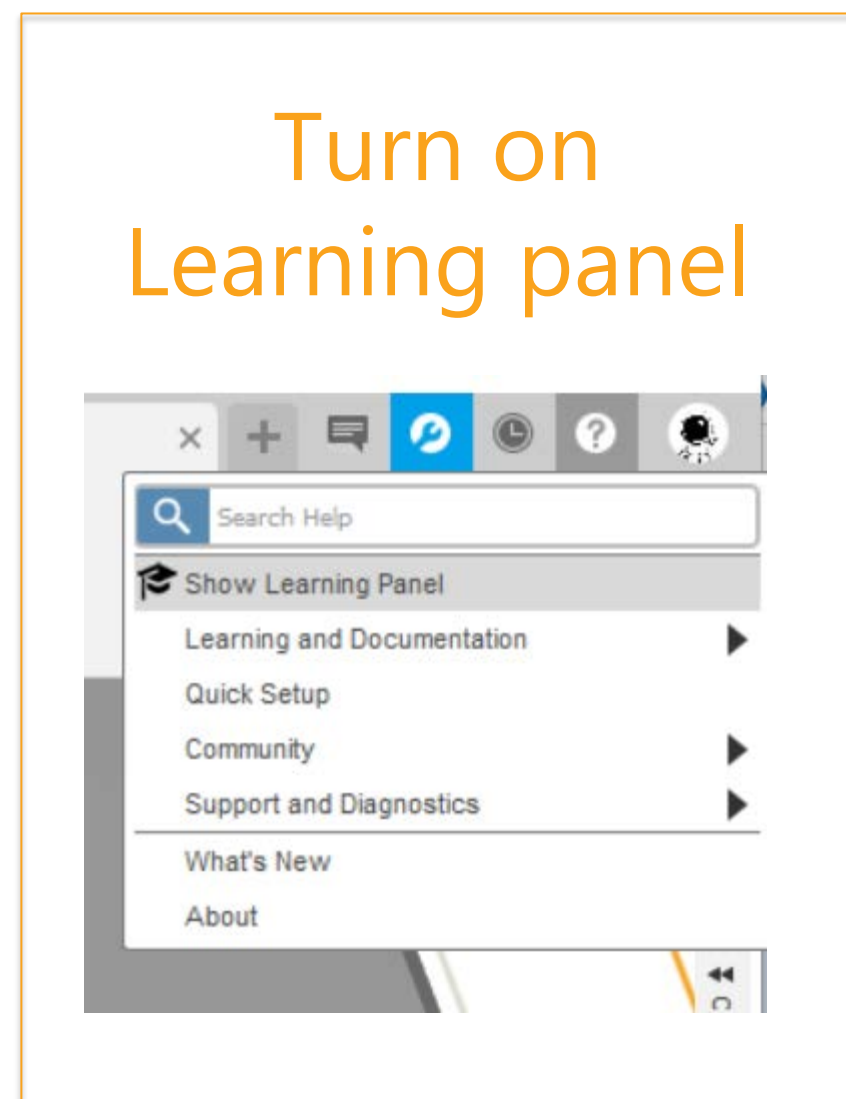 Turn on
Learning panel
Search Help
Show Learning Panel
Learning and Documentation
Quick Setup
Community
Support and Diagnostics
What's New
About